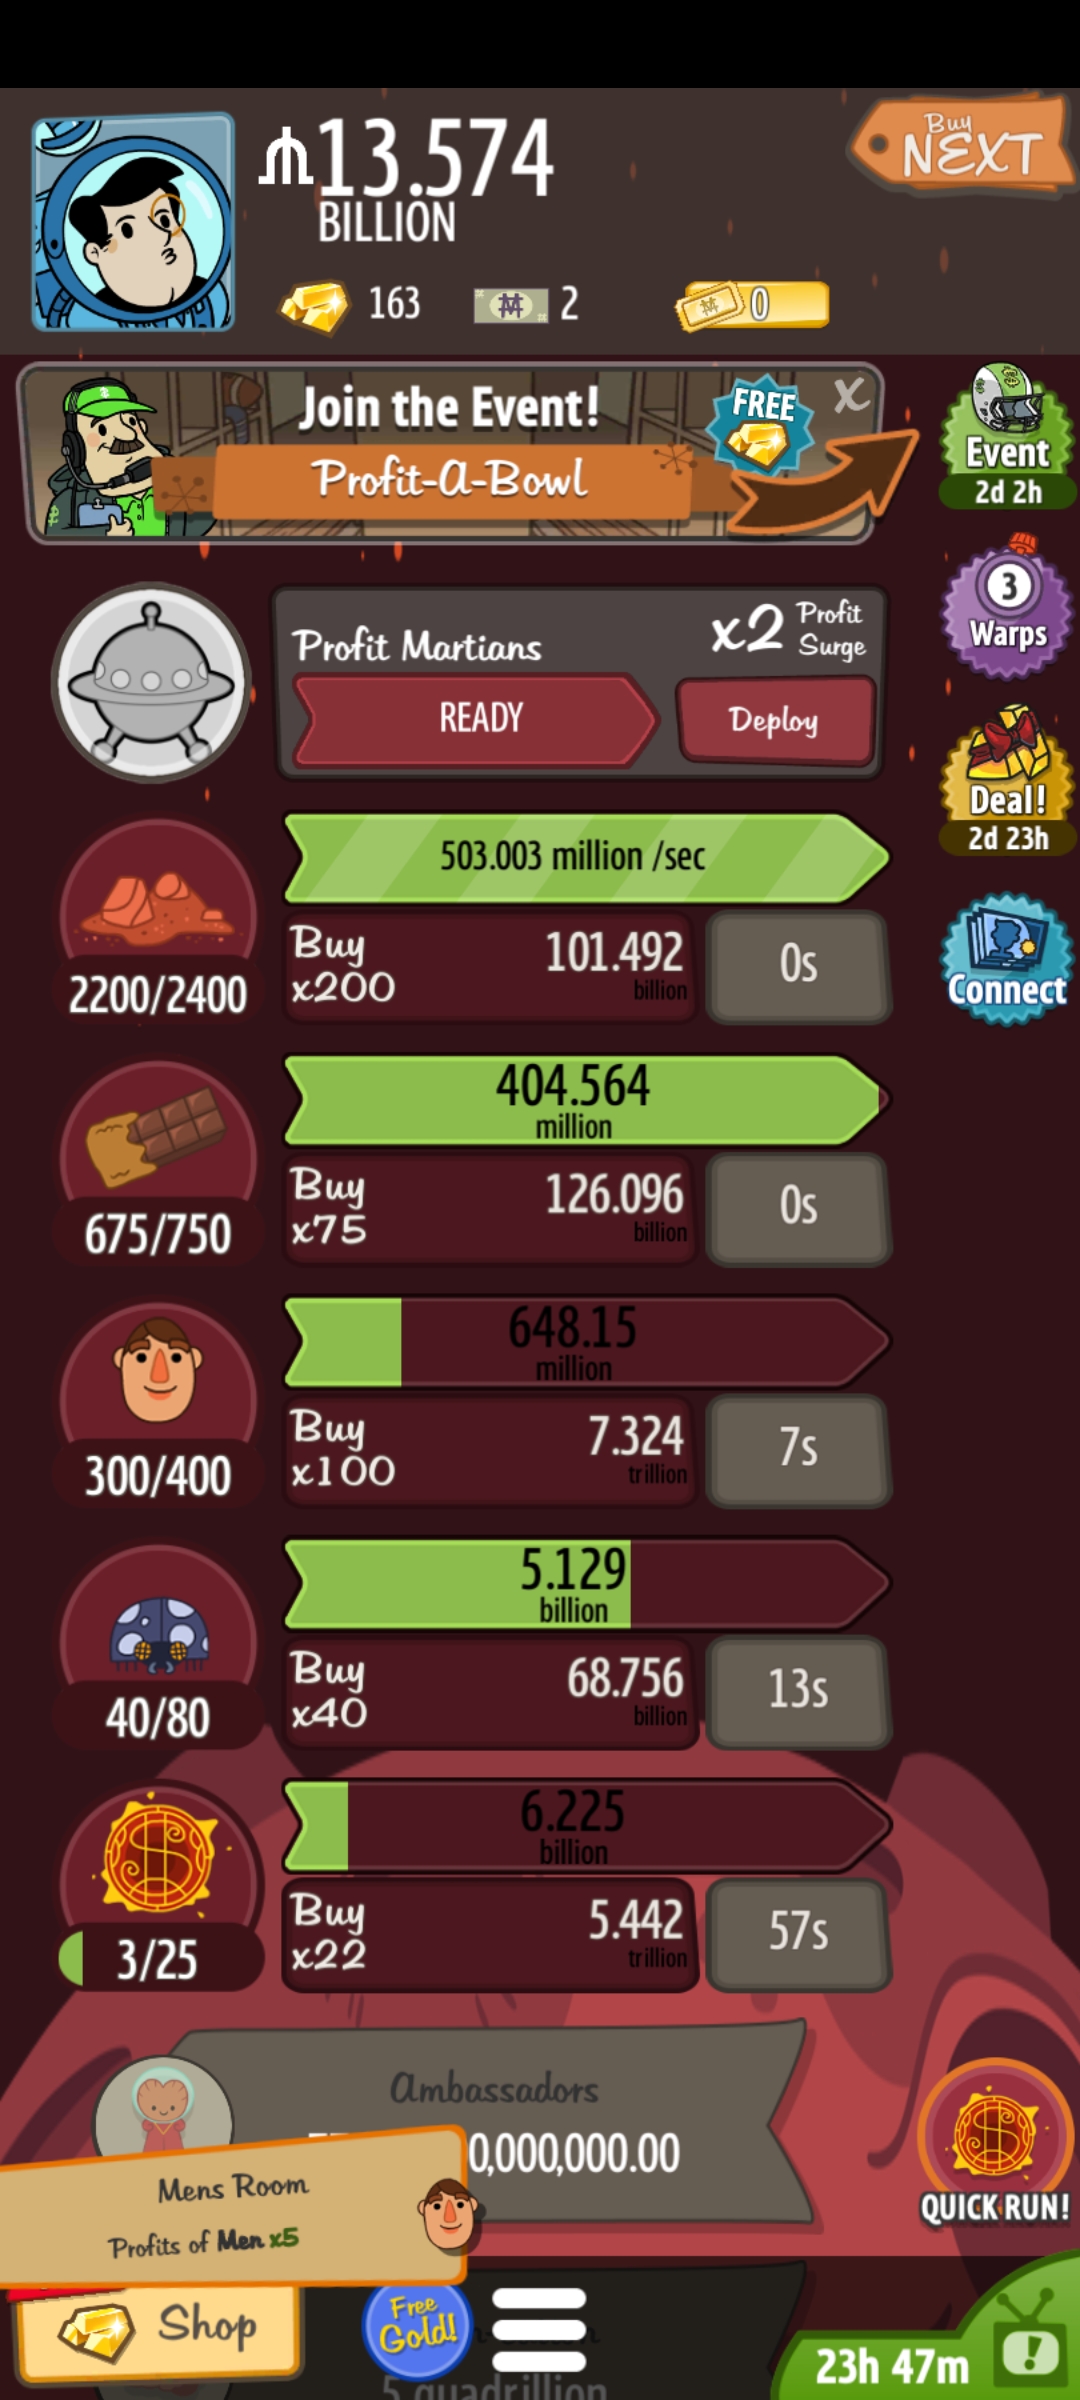 13.574
BILLION
Buy
NEXT
163
2
0
Join the Event!
Profit-A-Bowl
FREE
X
Event
2d 2h
3
Warps
Profit Martians
x2 Profit Surge
READY
Deploy
Deal!
2d 23h
503.003 million /sec
Buy x200
101.492 billion
0s
2200/2400
Connect
404.564
million
Buy x75
126.096 billion
0s
675/750
648.15
million
Buy x100
7.324 trillion
7s
300/400
5.129
billion
Buy x40
68.756 billion
13s
40/80
6.225
billion
Buy x22
5.442 trillion
57s
3/25
Ambassadors
0,000,000.00
Mens Room
Profits of Men x5
QUICK RUN!
Shop
Free Gold!
23h 47m
5 quadrillion